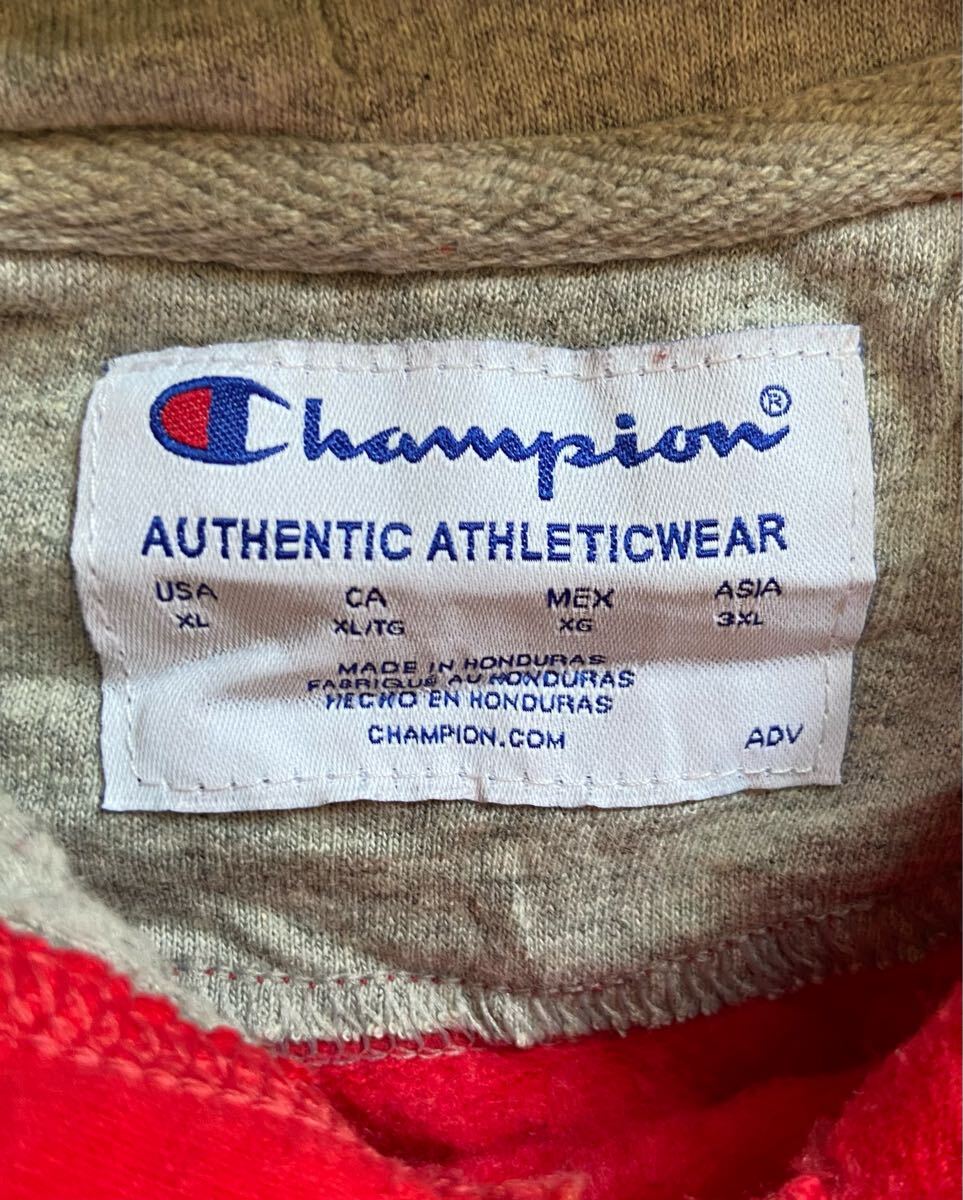 Champion®
AUTHENTIC ATHLETICWEAR
USA CA MEX ASIA
XL XL/TG XG 3XL
MADE IN HONDURAS
FABRIQUÉ AU HONDURAS
HECHO EN HONDURAS
CHAMPION.COM ADV